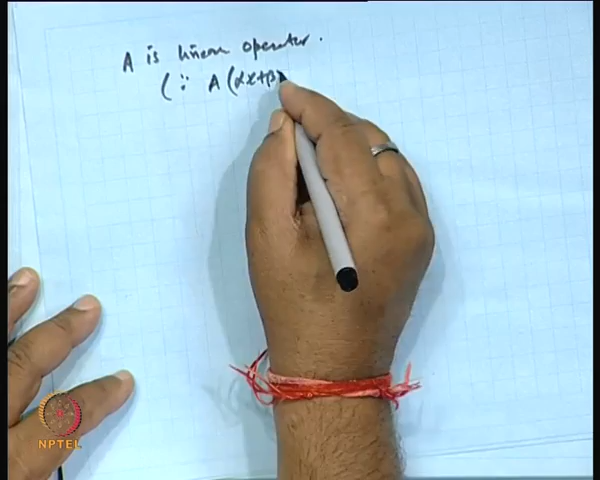 A is linear operator.
(∵ A(αx+β
NPTEL